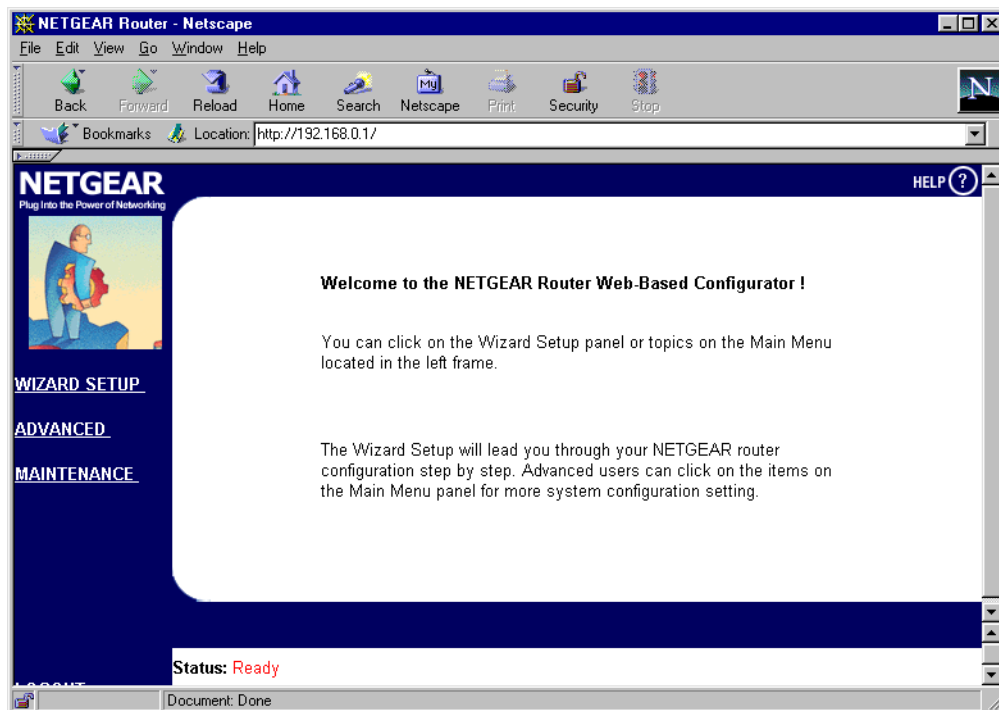 NETGEAR Router - Netscape
File Edit View Go Window Help
Back Forward Reload Home Search My Netscape Print Security Stop
N
Bookmarks Location: http://192.168.0.1/
NETGEAR
Plug Into the Power of Networking
HELP ?
Welcome to the NETGEAR Router Web-Based Configurator !
You can click on the Wizard Setup panel or topics on the Main Menu
located in the left frame.
WIZARD SETUP
ADVANCED
MAINTENANCE
The Wizard Setup will lead you through your NETGEAR router
configuration step by step. Advanced users can click on the items on
the Main Menu panel for more system configuration setting.
Status: Ready
LOGOUT
Document: Done